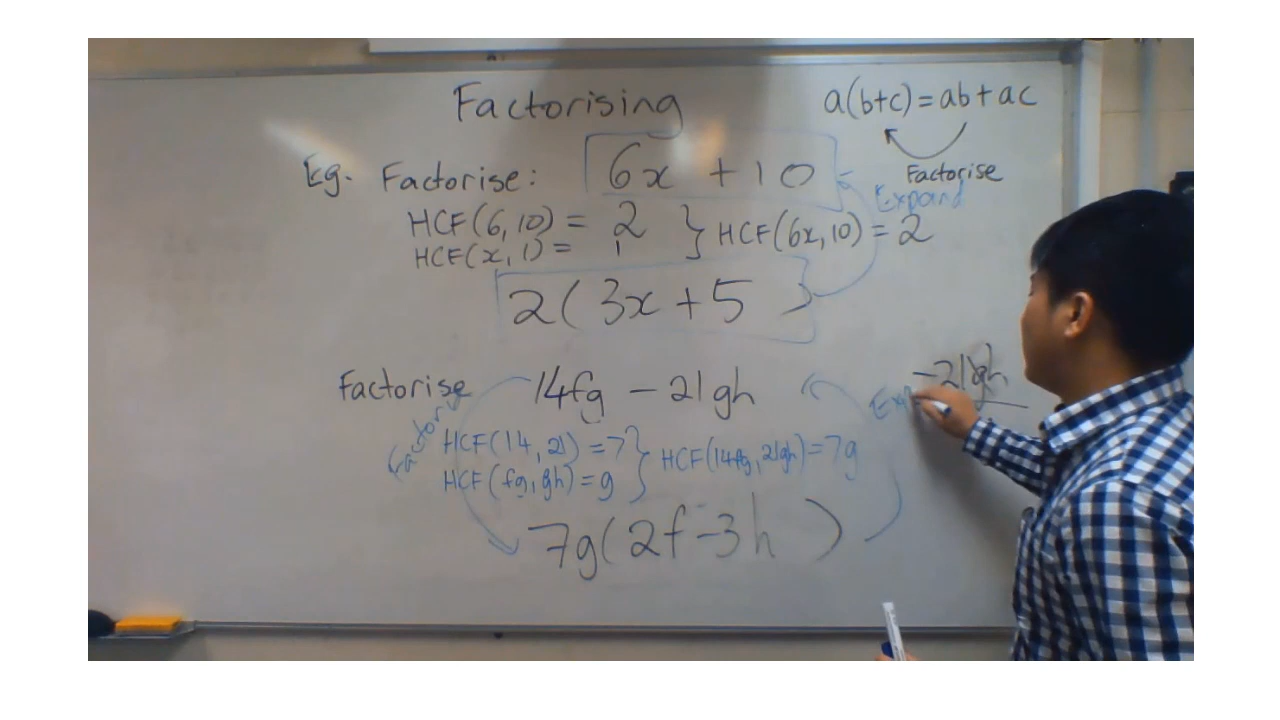 Factorising
a(b+c) = ab + ac
Factorise
Expand
Eg. Factorise: 6x + 10
HCF(6, 10) = 2
HCF(x, 1) = 1
} HCF(6x, 10) = 2
2(3x + 5)
Factorise 14fg - 21gh
-21gh
Factor
HCF(14, 21) = 7
HCF(fg, gh) = g
} HCF(14fg, 21gh) = 7g
7g(2f - 3h)